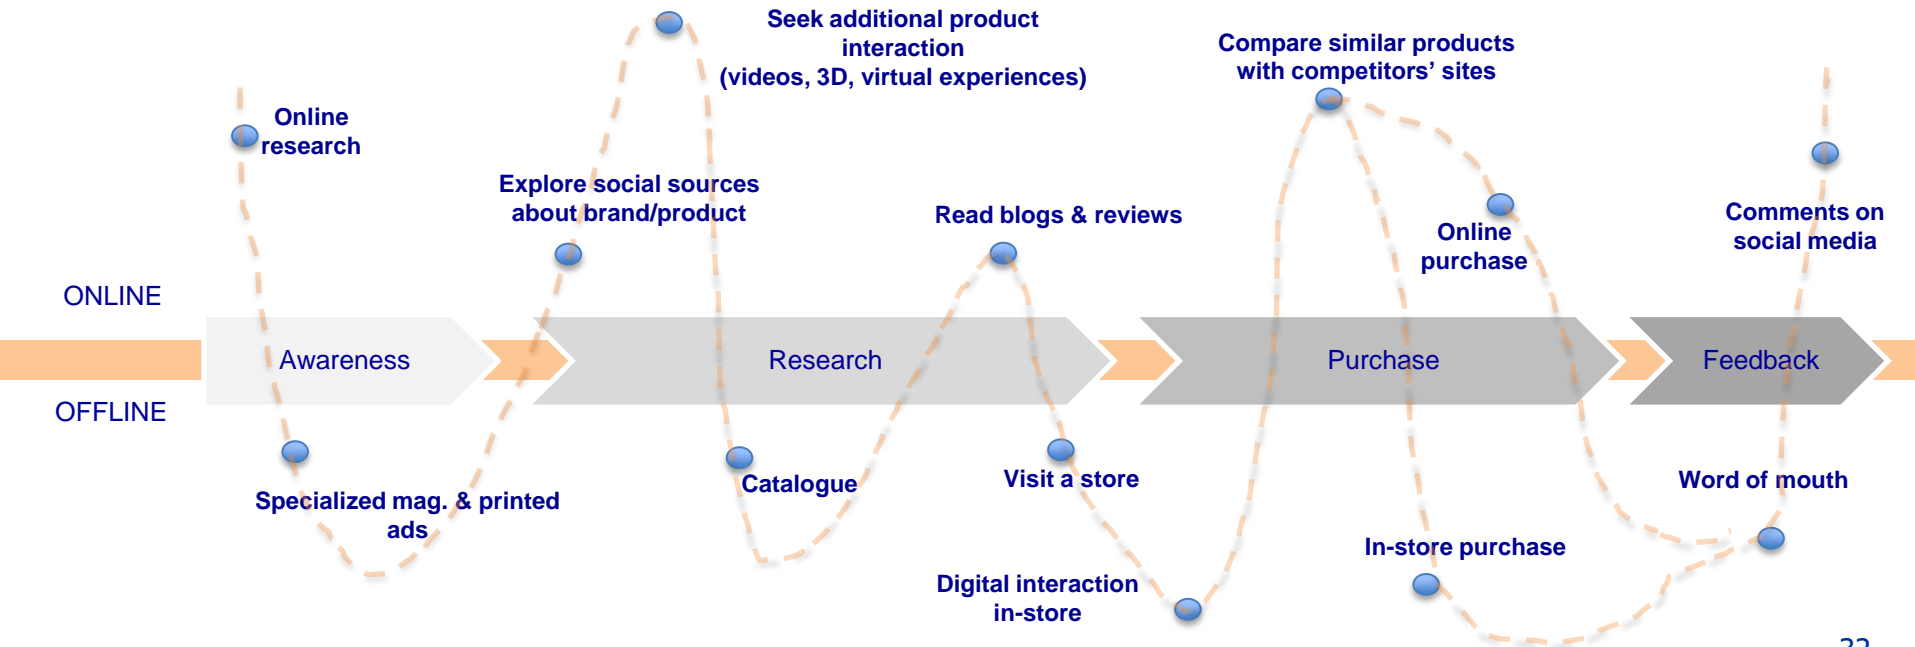 Seek additional product
interaction
(videos, 3D, virtual experiences)
Compare similar products
with competitors’ sites
Online
research
Explore social sources
about brand/product
Read blogs & reviews
Online
purchase
Comments on
social media
ONLINE
Awareness
Research
Purchase
Feedback
OFFLINE
Specialized mag. & printed
ads
Catalogue
Visit a store
Word of mouth
In-store purchase
Digital interaction
in-store